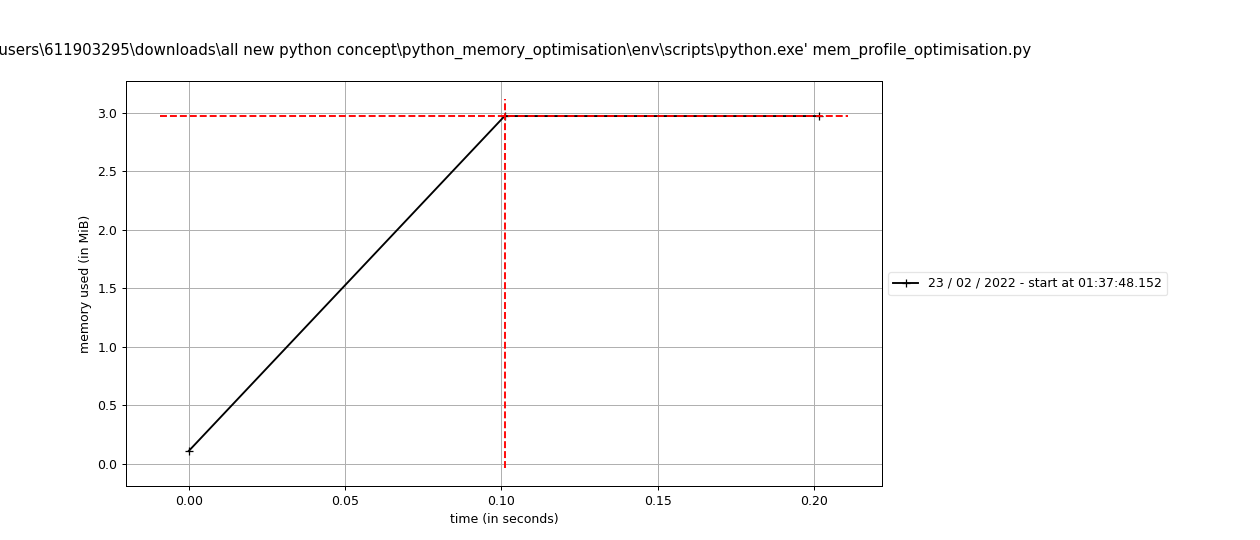 users\611903295\downloads\all new python concept\python_memory_optimisation\env\scripts\python.exe' mem_profile_optimisation.py
3.0
2.5
2.0
1.5
1.0
0.5
0.0
memory used (in MiB)
0.00 0.05 0.10 0.15 0.20
time (in seconds)
23 / 02 / 2022 - start at 01:37:48.152